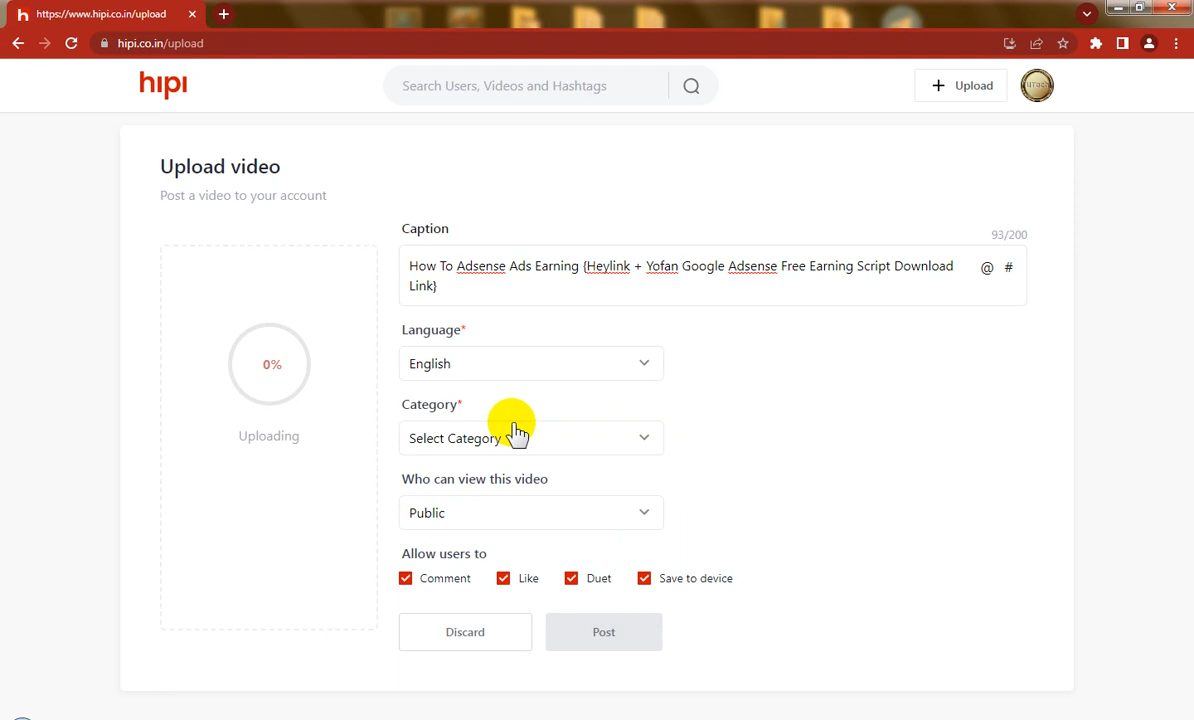 https://www.hipi.co.in/upload
hipi.co.in/upload
hipi
Search Users, Videos and Hashtags
Upload
Upload video
Post a video to your account
Caption
93/200
How To Adsense Ads Earning {Heylink + Yofan Google Adsense Free Earning Script Download
Link}
@ #
Language*
English
0%
Uploading
Category*
Select Category
Who can view this video
Public
Allow users to
Comment Like Duet Save to device
Discard Post